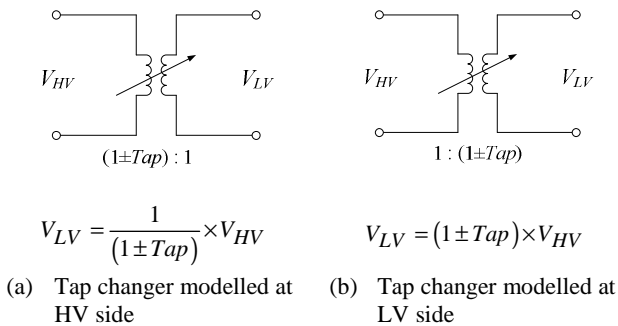 V_HV V_LV
(1±Tap) : 1
V_LV = 1/(1±Tap) × V_HV
(a) Tap changer modelled at
HV side
V_HV V_LV
1 : (1±Tap)
V_LV = (1±Tap)×V_HV
(b) Tap changer modelled at
LV side